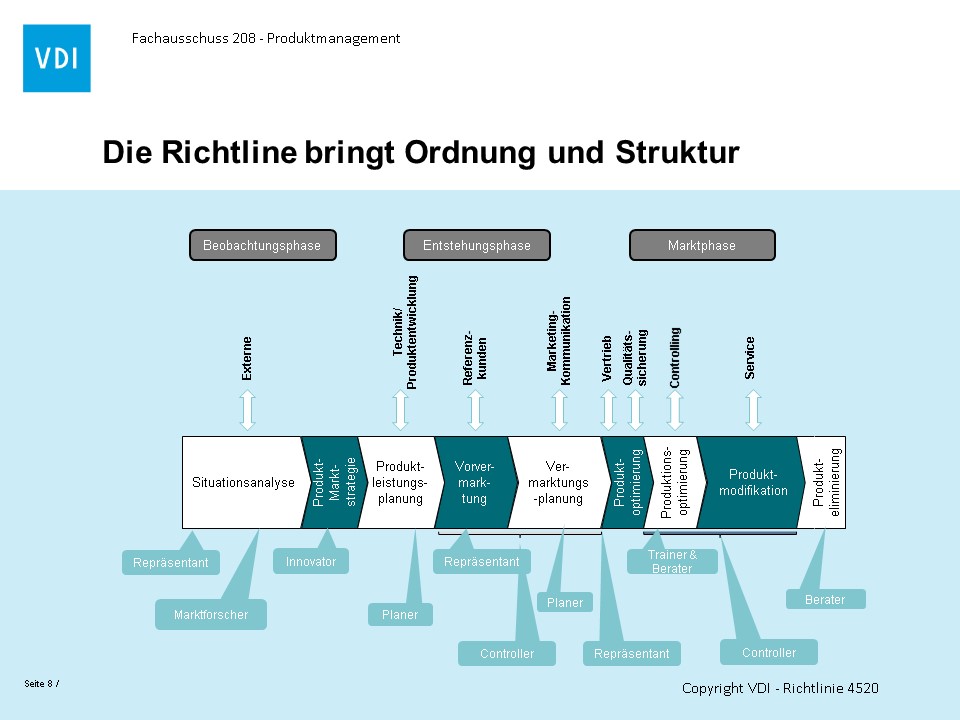 VDI
Fachausschuss 208 - Produktmanagement
Die Richtline bringt Ordnung und Struktur
Beobachtungsphase
Entstehungsphase
Marktphase
Externe
Technik/
Produktentwicklung
Referenz-
kunden
Marketing-
Kommunikation
Vertrieb
Qualitäts-
sicherung
Controlling
Service
Situationsanalyse
Produkt-
Markt-
strategie
Produkt-
leistungs-
planung
Vorver-
mark-
tung
Ver-
marktungs
-planung
Produkt-
optimierung
Produktions-
optimierung
Produkt-
modifikation
Produkt-
eliminierung
Repräsentant
Marktforscher
Innovator
Planer
Repräsentant
Controller
Planer
Repräsentant
Trainer &
Berater
Controller
Berater
Seite 8 /
Copyright VDI - Richtlinie 4520